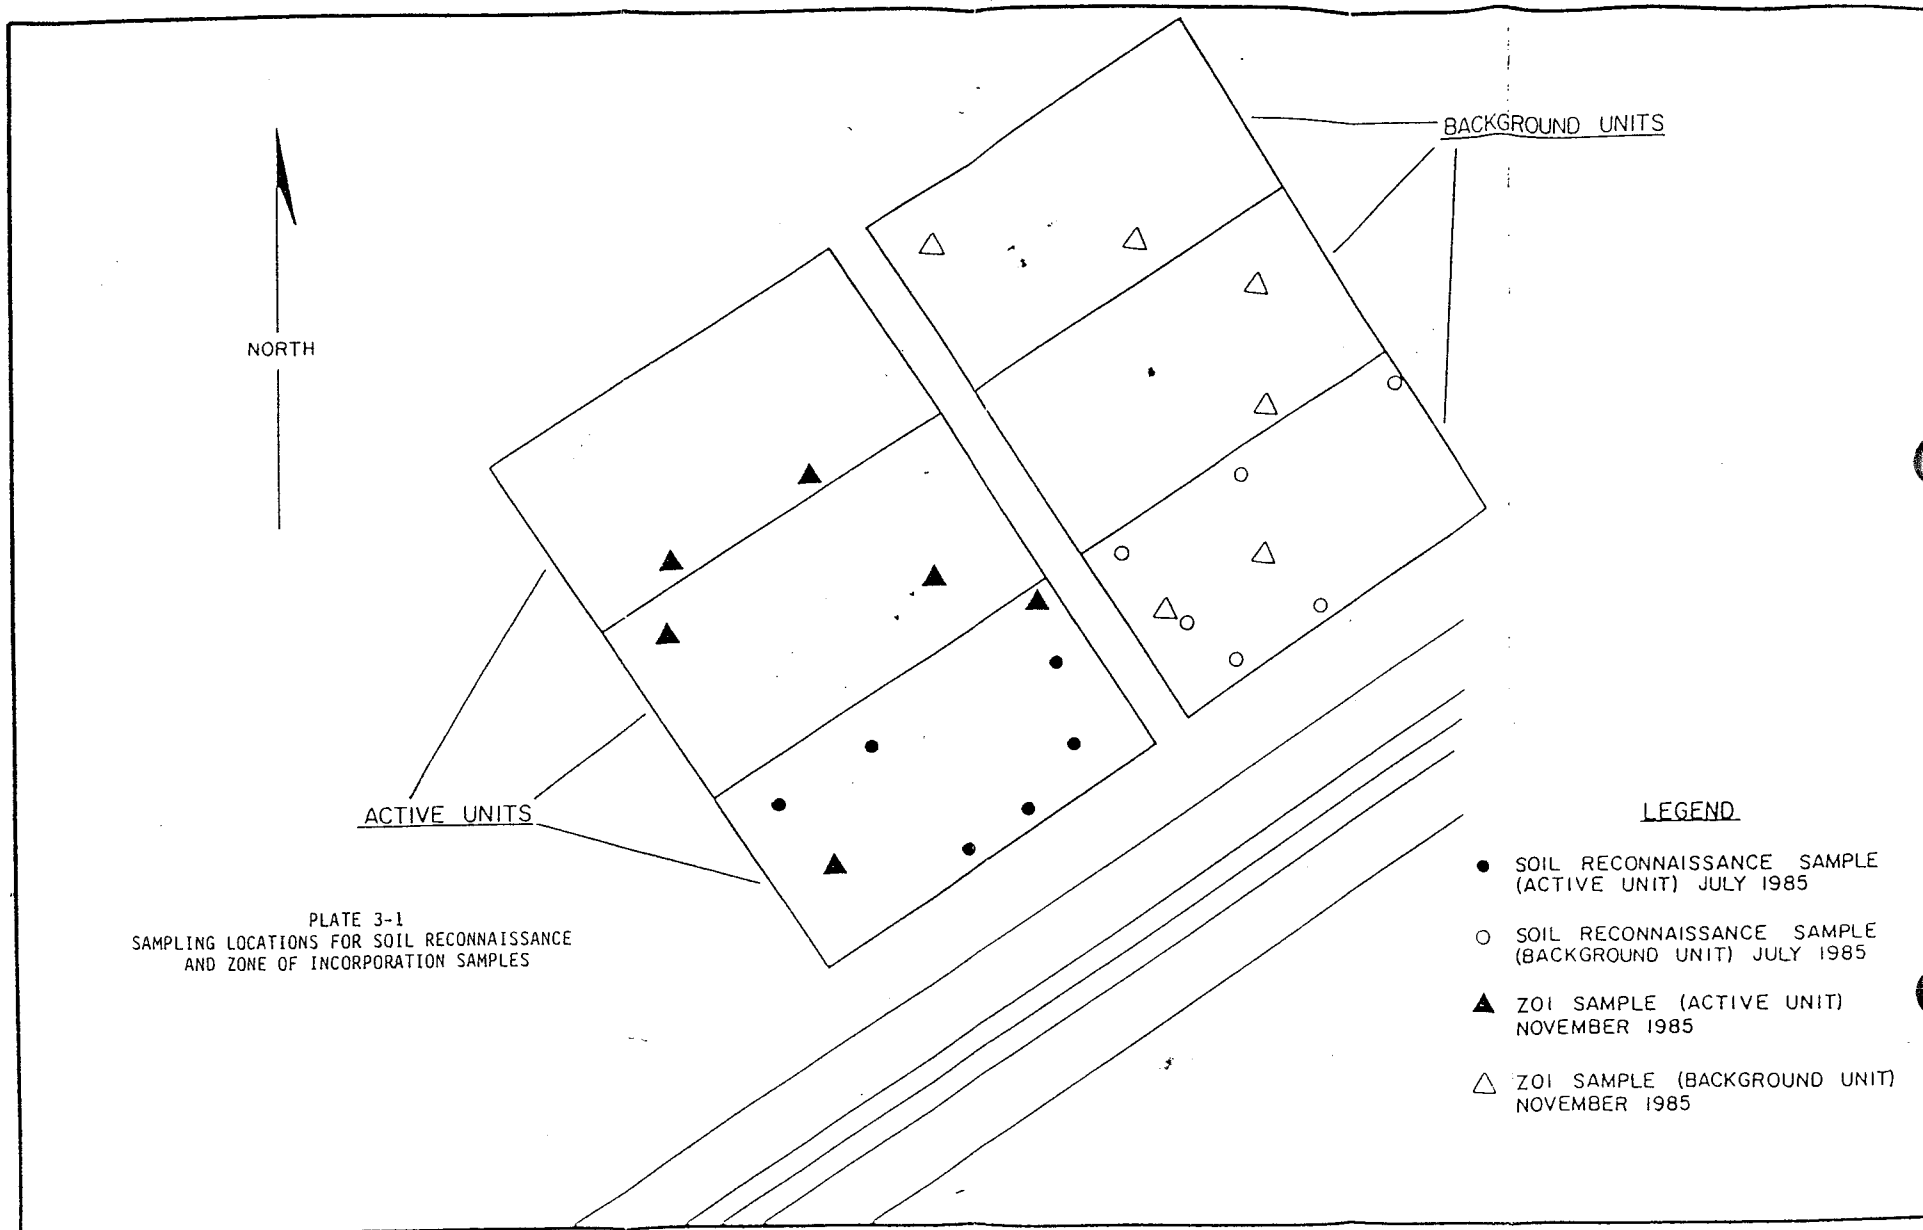 BACKGROUND UNITS
NORTH
ACTIVE UNITS
PLATE 3-1
SAMPLING LOCATIONS FOR SOIL RECONNAISSANCE
AND ZONE OF INCORPORATION SAMPLES
LEGEND
SOIL RECONNAISSANCE SAMPLE
(ACTIVE UNIT) JULY 1985
SOIL RECONNAISSANCE SAMPLE
(BACKGROUND UNIT) JULY 1985
ZOI SAMPLE (ACTIVE UNIT)
NOVEMBER 1985
ZOI SAMPLE (BACKGROUND UNIT)
NOVEMBER 1985